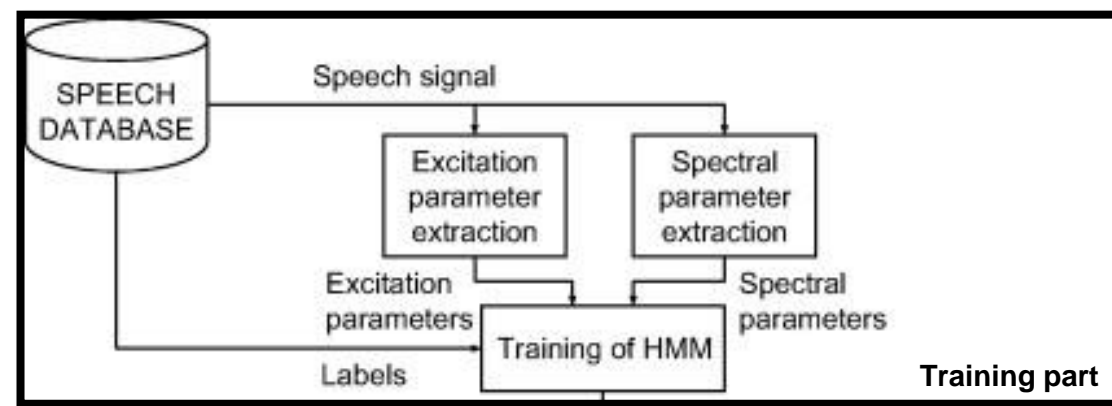 SPEECH
DATABASE
Speech signal
Excitation
parameter
extraction
Spectral
parameter
extraction
Excitation
parameters
Spectral
parameters
Training of HMM
Labels
Training part